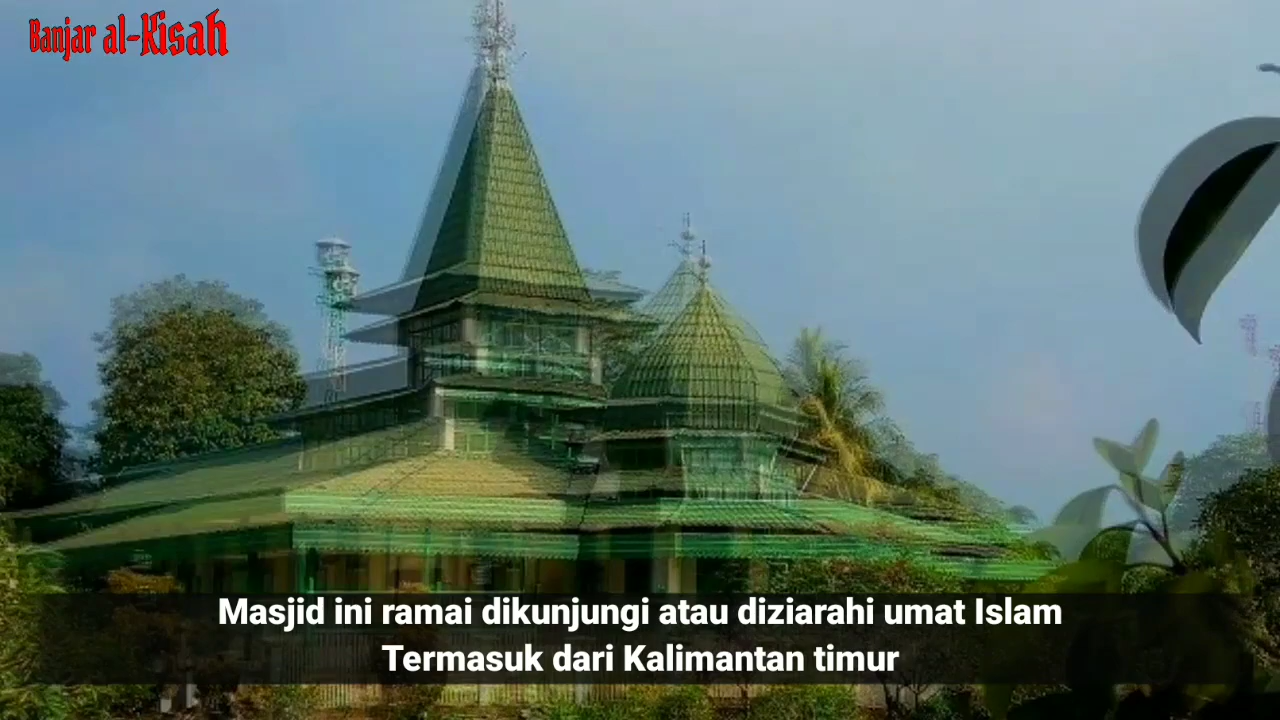 Banjar al-Kisah
Masjid ini ramai dikunjungi atau diziarahi umat Islam
Termasuk dari Kalimantan timur